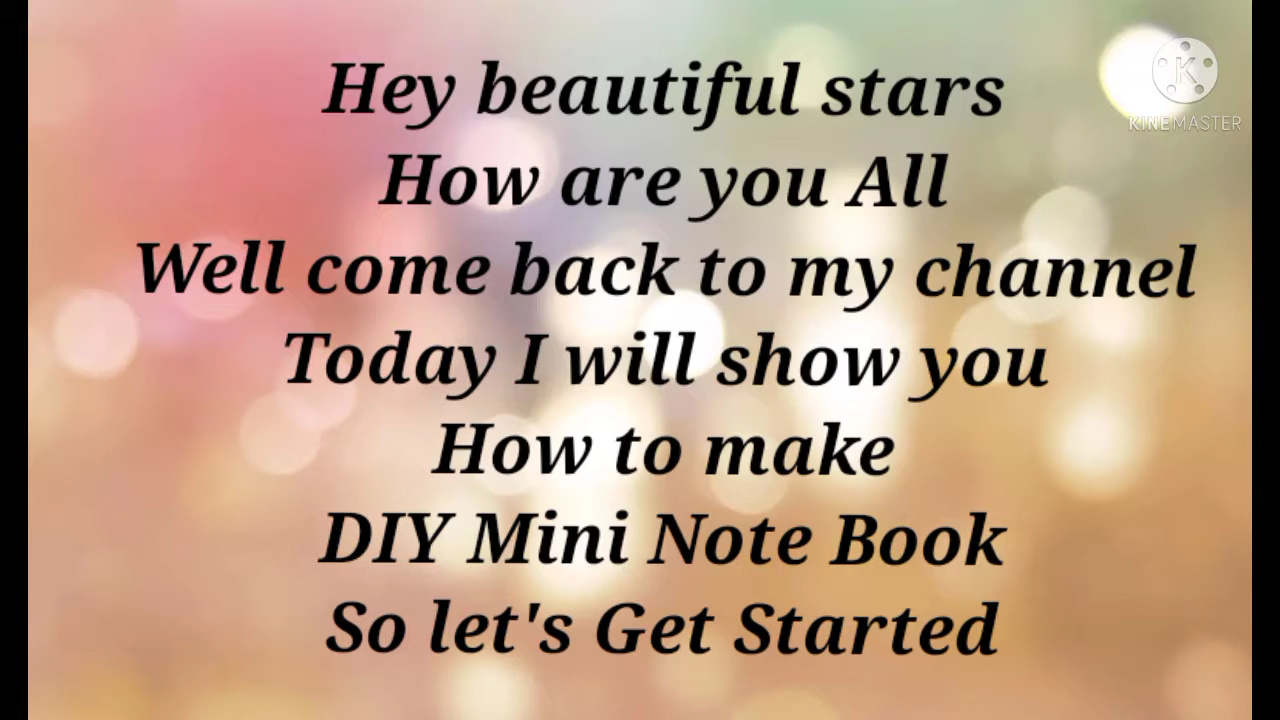 Hey beautiful stars
How are you All
Well come back to my channel
Today I will show you
How to make
DIY Mini Note Book
So let's Get Started
K
KINEMASTER